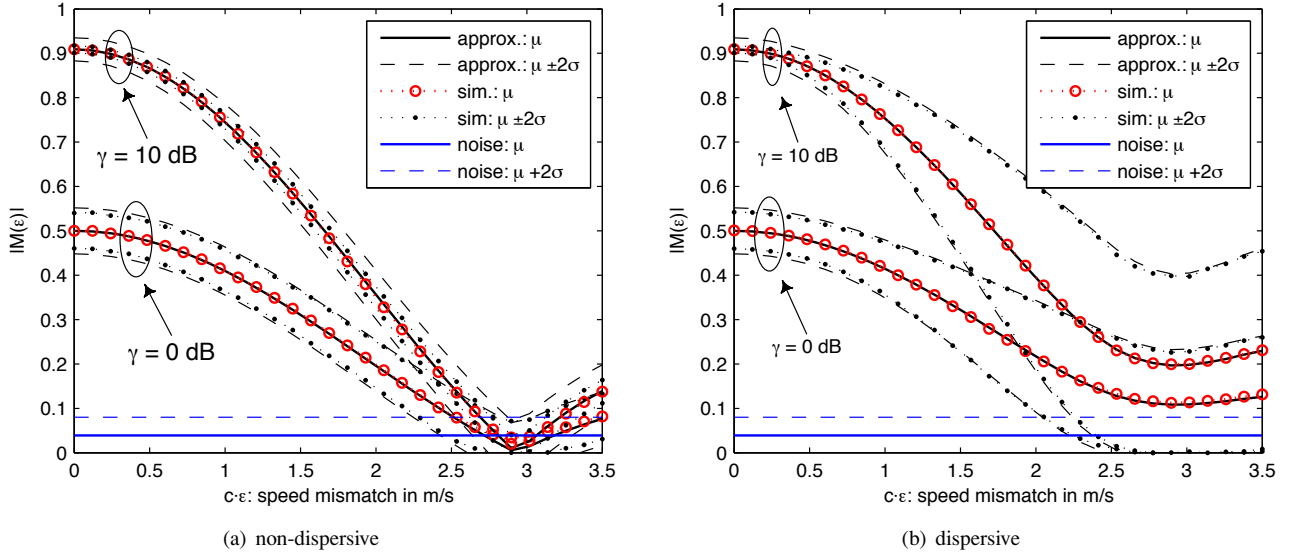 1
0.9
0.8
0.7
0.6
0.5
0.4
0.3
0.2
0.1
0
|M(ε)|
γ = 10 dB
γ = 0 dB
approx.: μ
approx.: μ ±2σ
sim.: μ
sim: μ ±2σ
noise: μ
noise: μ +2σ
0 0.5 1 1.5 2 2.5 3 3.5
c·ε: speed mismatch in m/s
(a) non-dispersive
1
0.9
0.8
0.7
0.6
0.5
0.4
0.3
0.2
0.1
0
|M(ε)|
γ = 10 dB
γ = 0 dB
approx.: μ
approx.: μ ±2σ
sim.: μ
sim: μ ±2σ
noise: μ
noise: μ +2σ
0 0.5 1 1.5 2 2.5 3 3.5
c·ε: speed mismatch in m/s
(b) dispersive